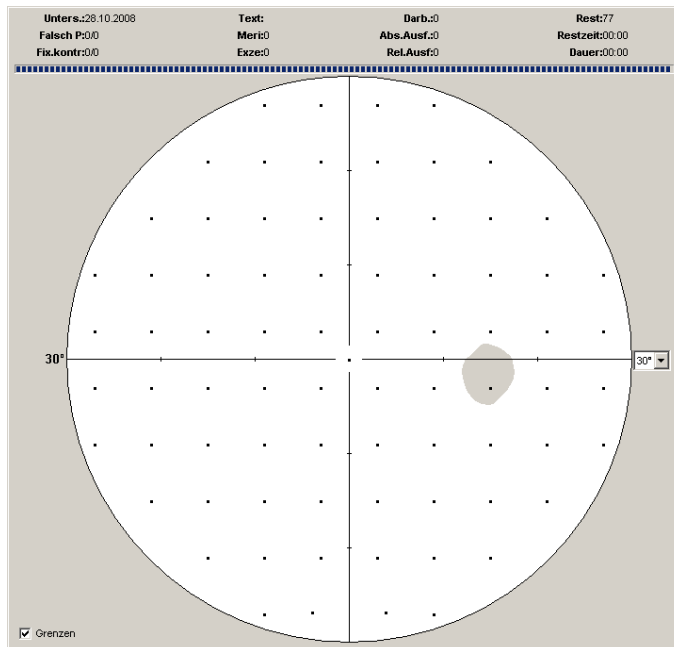 Unters.:28.10.2008 Text: Darb.:0 Rest:77
Falsch P:0/0 Meri:0 Abs.Ausf.:0 Restzeit:00:00
Fix.kontr:0/0 Exze:0 Rel.Ausf:0 Dauer:00:00
30° 30°
Grenzen